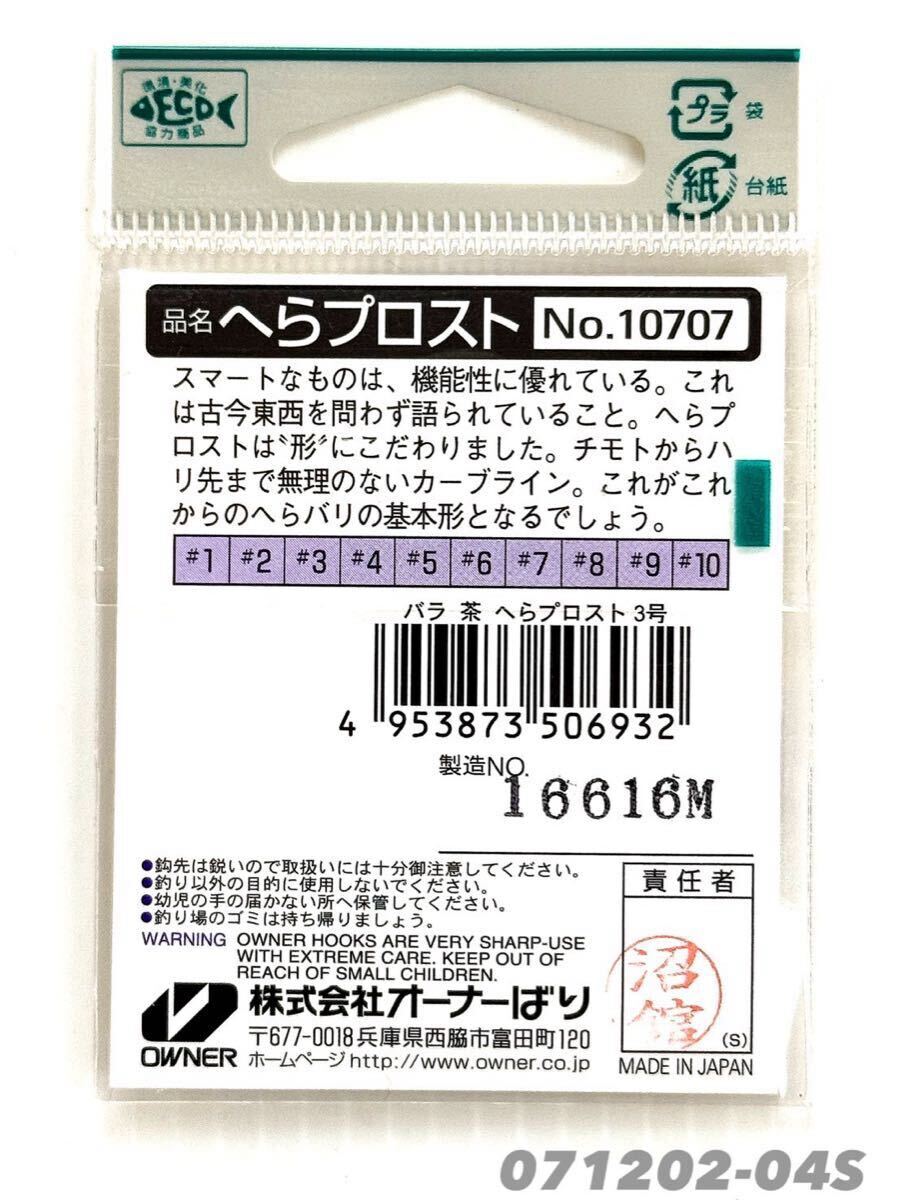 環境・美化
ECO
協力商品
プラ 袋
紙 台紙
品名 へらプロスト No.10707
スマートなものは、機能性に優れている。これ
は古今東西を問わず語られていること。へらプ
ロストは〝形〟にこだわりました。チモトからハ
リ先まで無理のないカーブライン。これがこれ
からのへらバリの基本形となるでしょう。
#1 #2 #3 #4 #5 #6 #7 #8 #9 #10
バラ 茶 へらプロスト 3号
4 953873 506932
製造NO.
16616M
●鈎先は鋭いので取扱いには十分御注意してください。
●釣り以外の目的に使用しないでください。
●幼児の手の届かない所へ保管してください。
●釣り場のゴミは持ち帰りましょう。
WARNING OWNER HOOKS ARE VERY SHARP-USE
WITH EXTREME CARE. KEEP OUT OF
REACH OF SMALL CHILDREN.
責任者
沼館
(S)
OWNER
株式会社オーナーばり
〒677-0018兵庫県西脇市富田町120
ホームページhttp://www.owner.co.jp
MADE IN JAPAN
071202-04S